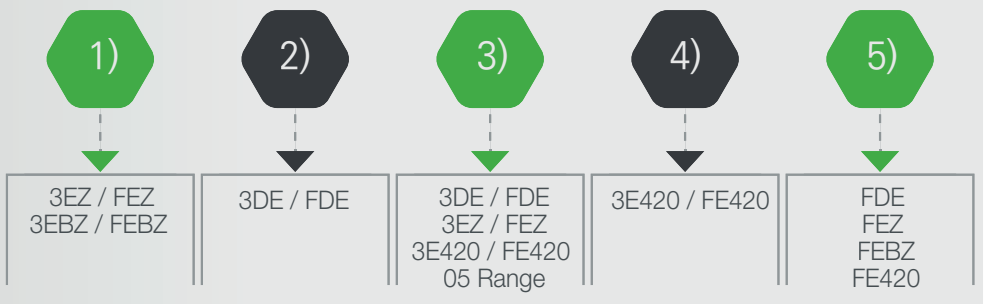 1)
3EZ / FEZ
3EBZ / FEBZ
2)
3DE / FDE
3)
3DE / FDE
3EZ / FEZ
3E420 / FE420
05 Range
4)
3E420 / FE420
5)
FDE
FEZ
FEBZ
FE420